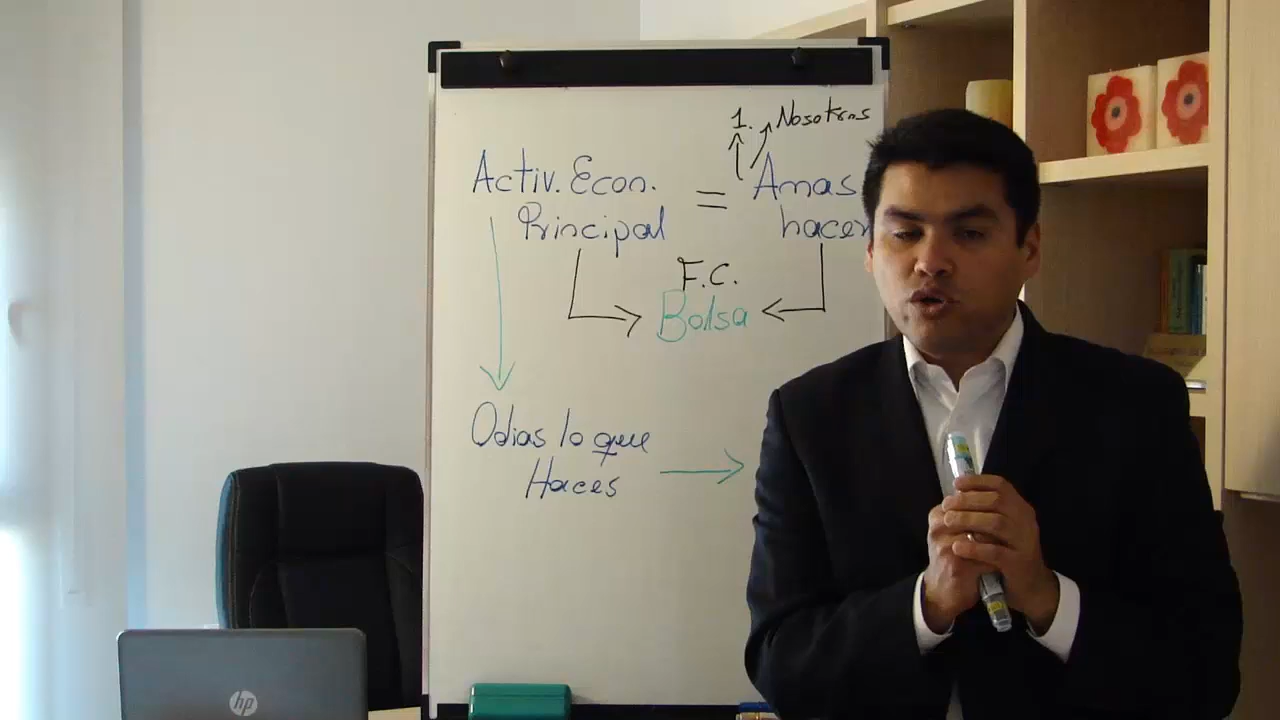 1. Nosotros
Activ. Econ. = Amas
Principal hacer
F.C.
Bolsa
Odias lo que
Haces
hp